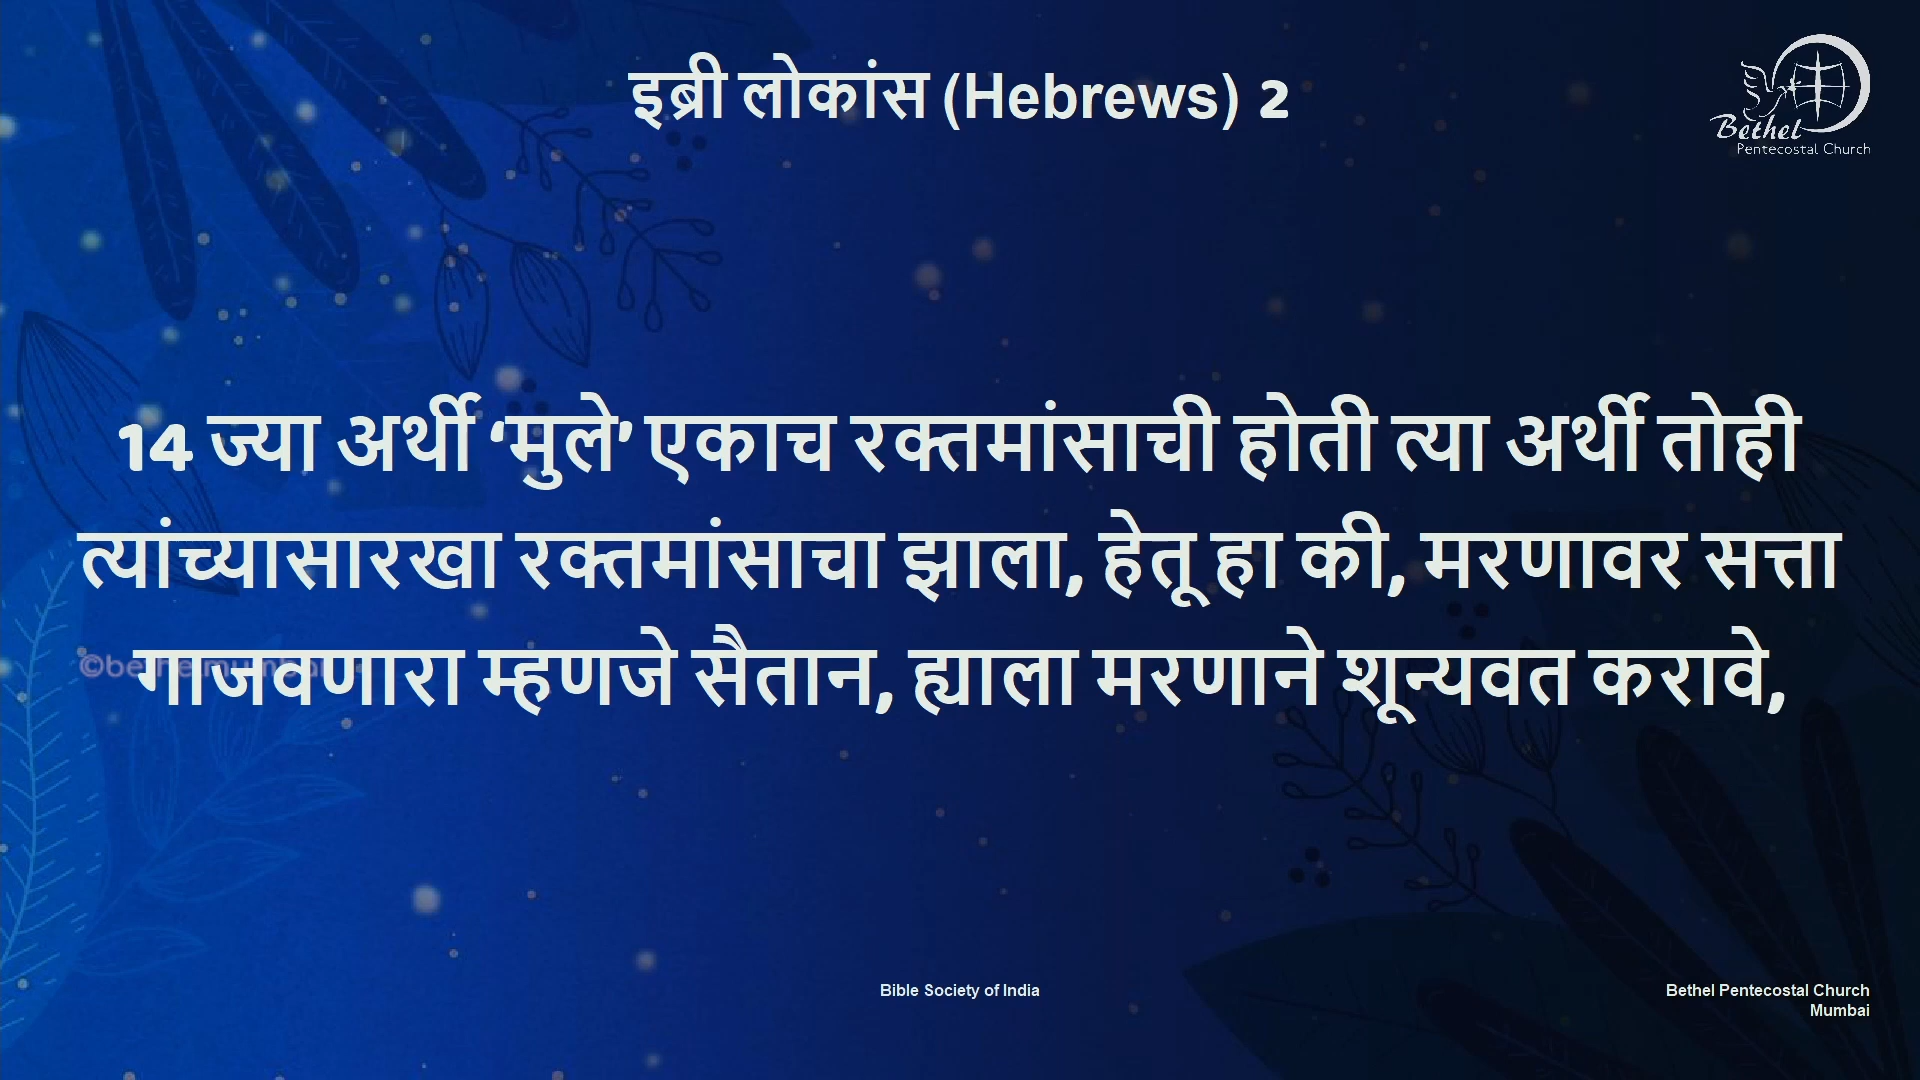 इब्री लोकांस (Hebrews) 2
Bethel
Pentecostal Church
14 ज्या अर्थी ‘मुले’ एकाच रक्तमांसाची होती त्या अर्थी तोही
त्यांच्यासारखा रक्तमांसाचा झाला, हेतू हा की, मरणावर सत्ता
गाजवणारा म्हणजे सैतान, ह्याला मरणाने शून्यवत करावे,
©bethelmumbai
Bible Society of India
Bethel Pentecostal Church
Mumbai